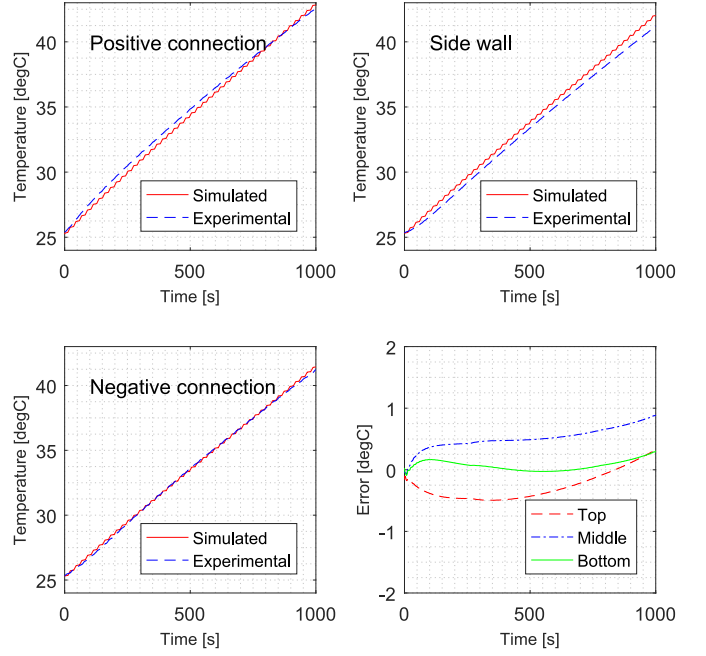 Positive connection
Temperature [degC]
40
35
30
25
Simulated
Experimental
0
500
1000
Time [s]
Side wall
Temperature [degC]
40
35
30
25
Simulated
Experimental
0
500
1000
Time [s]
Negative connection
Temperature [degC]
40
35
30
25
Simulated
Experimental
0
500
1000
Time [s]
Error [degC]
2
1
0
-1
-2
Top
Middle
Bottom
0
500
1000
Time [s]